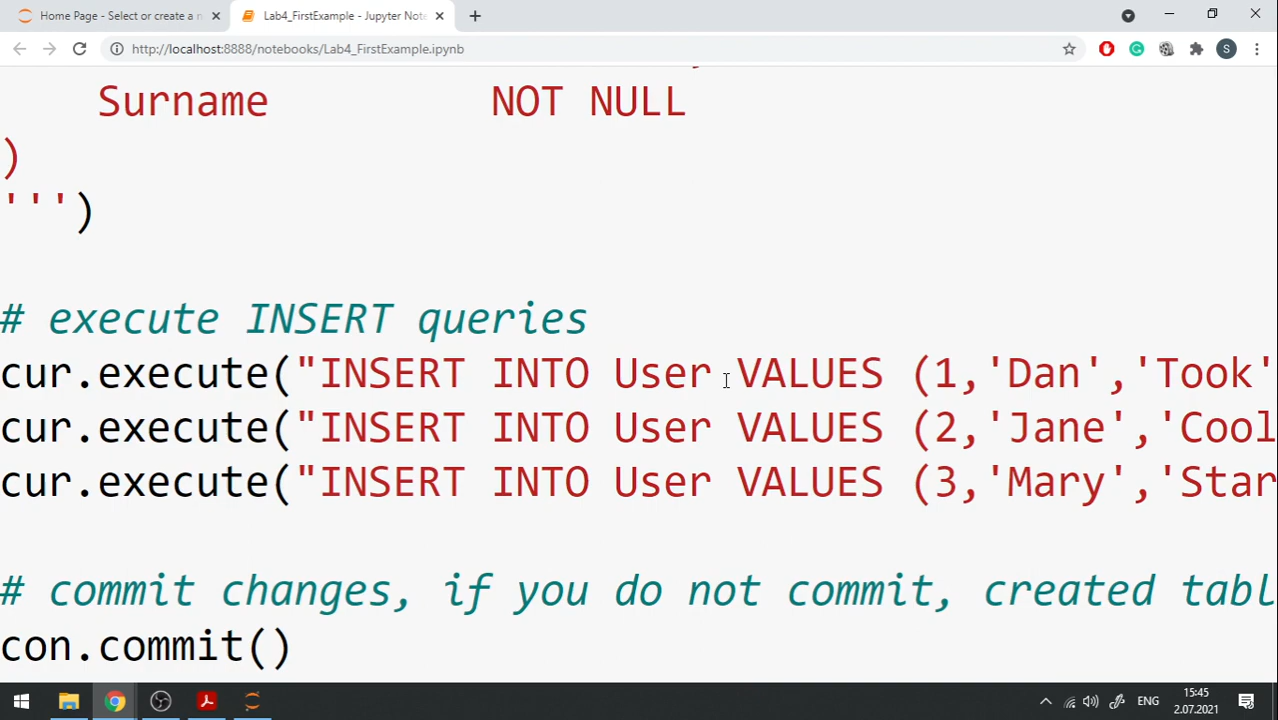 Home Page - Select or create a n
Lab4_FirstExample - Jupyter Note
http://localhost:8888/notebooks/Lab4_FirstExample.ipynb
S
Surname NOT NULL
)
''')
# execute INSERT queries
cur.execute("INSERT INTO User VALUES (1,'Dan','Took'
cur.execute("INSERT INTO User VALUES (2,'Jane','Cool
cur.execute("INSERT INTO User VALUES (3,'Mary','Star
# commit changes, if you do not commit, created tabl
con.commit()
ENG
15:45
2.07.2021